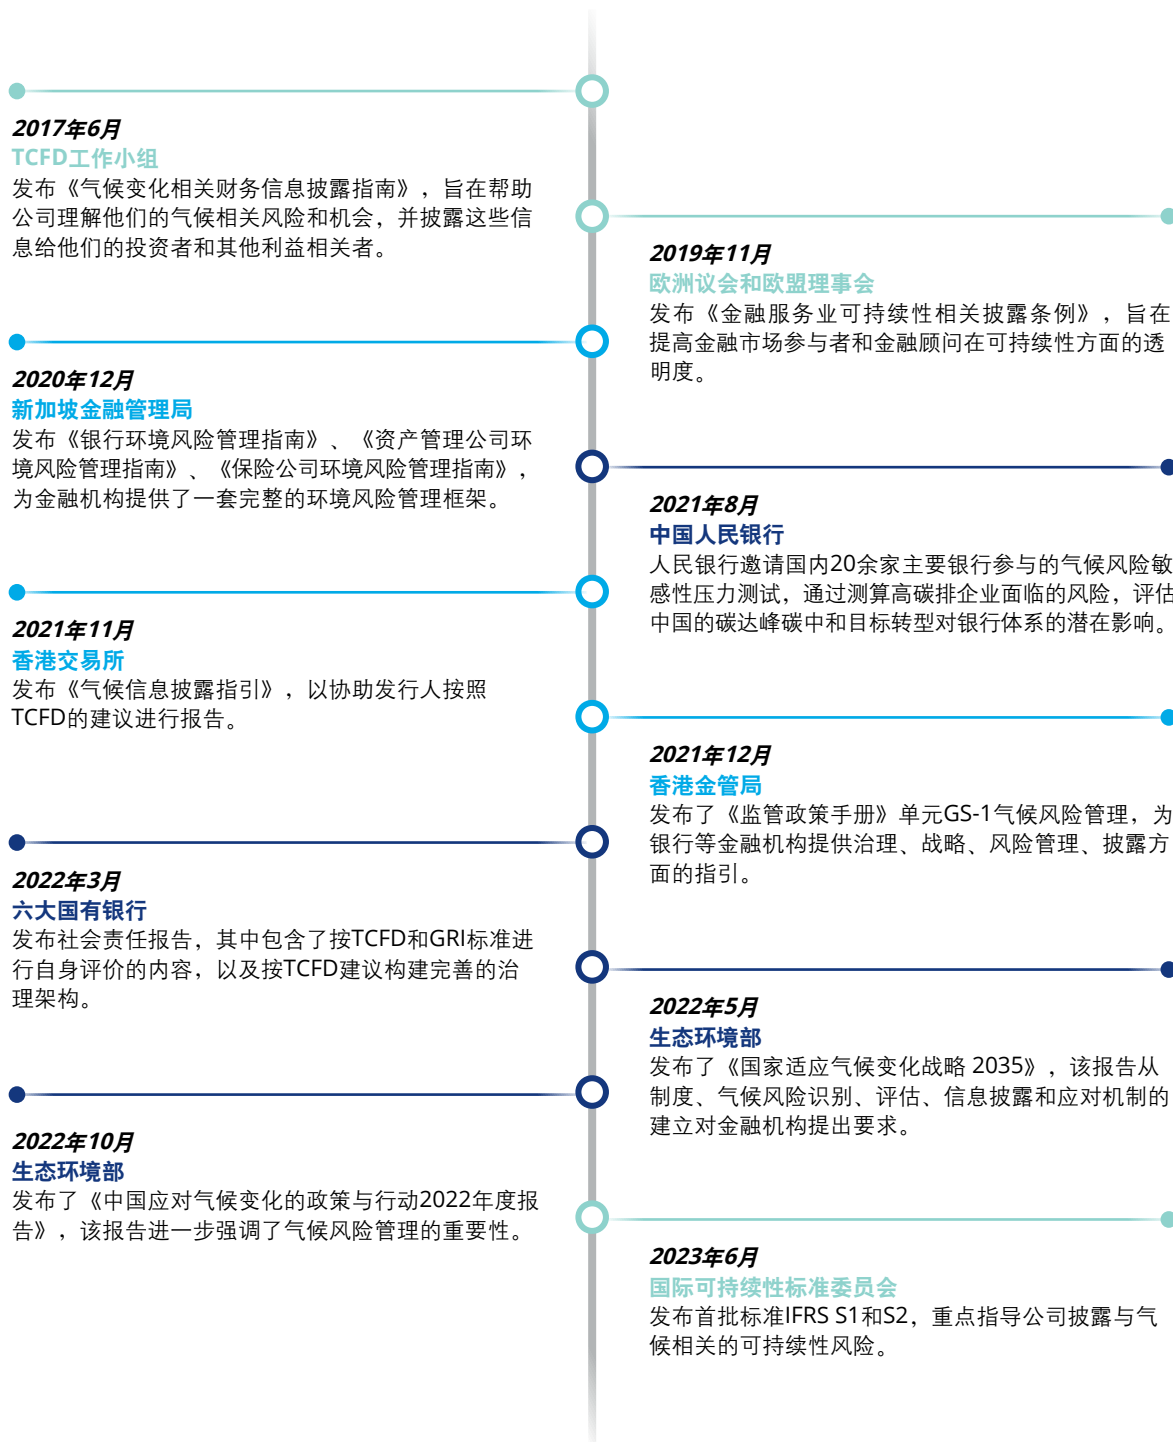 2017年6月
TCFD工作小组
发布《气候变化相关财务信息披露指南》，旨在帮助
公司理解他们的气候相关风险和机会，并披露这些信
息给他们的投资者和其他利益相关者。
2019年11月
欧洲议会和欧盟理事会
发布《金融服务业可持续性相关披露条例》，旨在
提高金融市场参与者和金融顾问在可持续性方面的透
明度。
2020年12月
新加坡金融管理局
发布《银行环境风险管理指南》、《资产管理公司环
境风险管理指南》、《保险公司环境风险管理指南》，
为金融机构提供了一套完整的环境风险管理框架。
2021年8月
中国人民银行
人民银行邀请国内20余家主要银行参与的气候风险敏
感性压力测试，通过测算高碳排企业面临的风险，评估
中国的碳达峰碳中和目标转型对银行体系的潜在影响。
2021年11月
香港交易所
发布《气候信息披露指引》，以协助发行人按照
TCFD的建议进行报告。
2021年12月
香港金管局
发布了《监管政策手册》单元GS-1气候风险管理，为
银行等金融机构提供治理、战略、风险管理、披露方
面的指引。
2022年3月
六大国有银行
发布社会责任报告，其中包含了按TCFD和GRI标准进
行自身评价的内容，以及按TCFD建议构建完善的治
理架构。
2022年5月
生态环境部
发布了《国家适应气候变化战略 2035》，该报告从
制度、气候风险识别、评估、信息披露和应对机制的
建立对金融机构提出要求。
2022年10月
生态环境部
发布了《中国应对气候变化的政策与行动2022年度报
告》，该报告进一步强调了气候风险管理的重要性。
2023年6月
国际可持续性标准委员会
发布首批标准IFRS S1和S2，重点指导公司披露与气
候相关的可持续性风险。